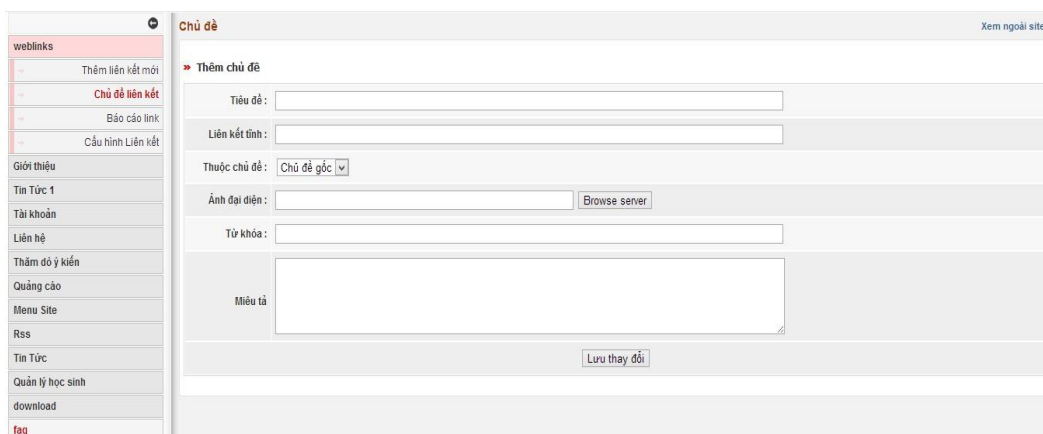 Chủ đề
Xem ngoài site
weblinks
Thêm liên kết mới
Chủ đề liên kết
Báo cáo link
Cấu hình Liên kết
Giới thiệu
Tin Tức 1
Tài khoản
Liên hệ
Thăm dò ý kiến
Quảng cáo
Menu Site
Rss
Tin Tức
Quản lý học sinh
download
faq
» Thêm chủ đề
Tiêu đề :
Liên kết tĩnh :
Thuộc chủ đề : Chủ đề gốc
Ảnh đại diện : Browse server
Từ khóa :
Miêu tả
Lưu thay đổi